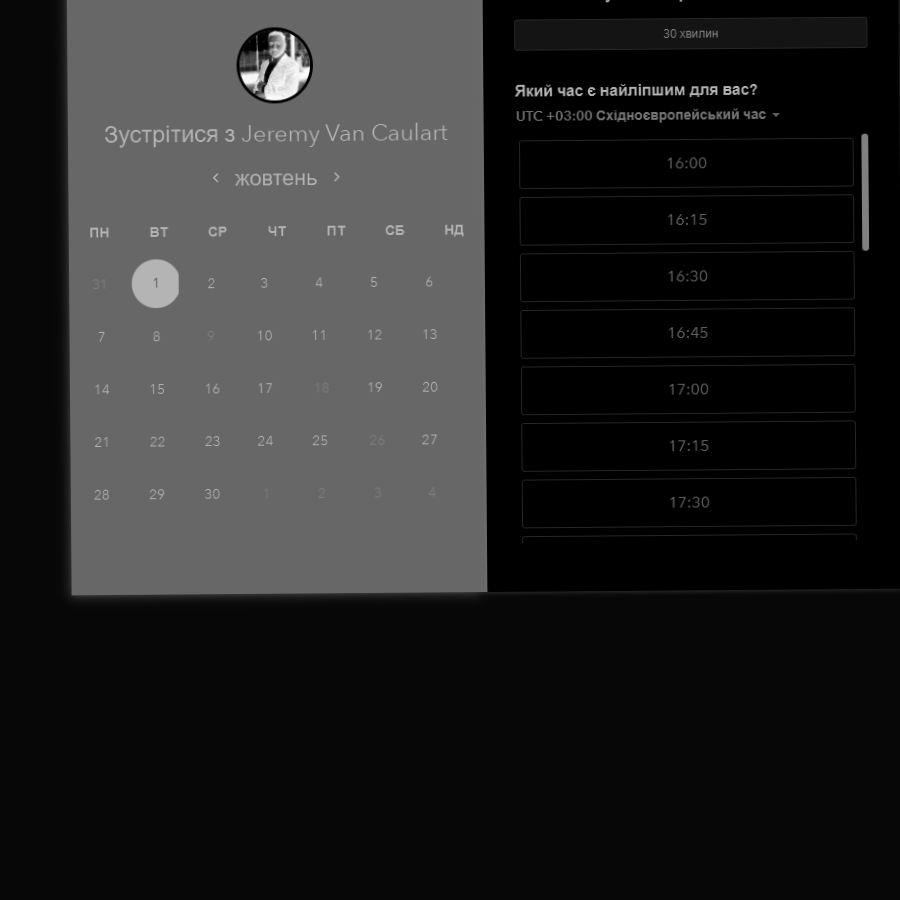 Зустрітися з Jeremy Van Caulart
жовтень
ПН ВТ СР ЧТ ПТ СБ НД
31 1 2 3 4 5 6
7 8 9 10 11 12 13
14 15 16 17 18 19 20
21 22 23 24 25 26 27
28 29 30 1 2 3 4
30 хвилин
Який час є найліпшим для вас?
UTC +03:00 Східноєвропейський час
16:00
16:15
16:30
16:45
17:00
17:15
17:30